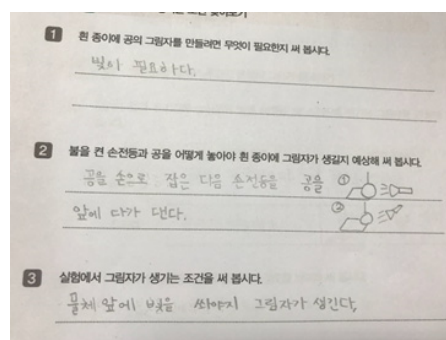 1 흰 종이에 공의 그림자를 만들려면 무엇이 필요한지 써 봅시다.
빛이 필요하다.
2 불을 켠 손전등과 공을 어떻게 놓아야 흰 종이에 그림자가 생길지 예상해 써 봅시다.
공을 손으로 잡은 다음 손전등을 공을 ①
앞에 다가 댄다. ②
3 실험에서 그림자가 생기는 조건을 써 봅시다.
물체 앞에 빛을 쏴야지 그림자가 생긴다,